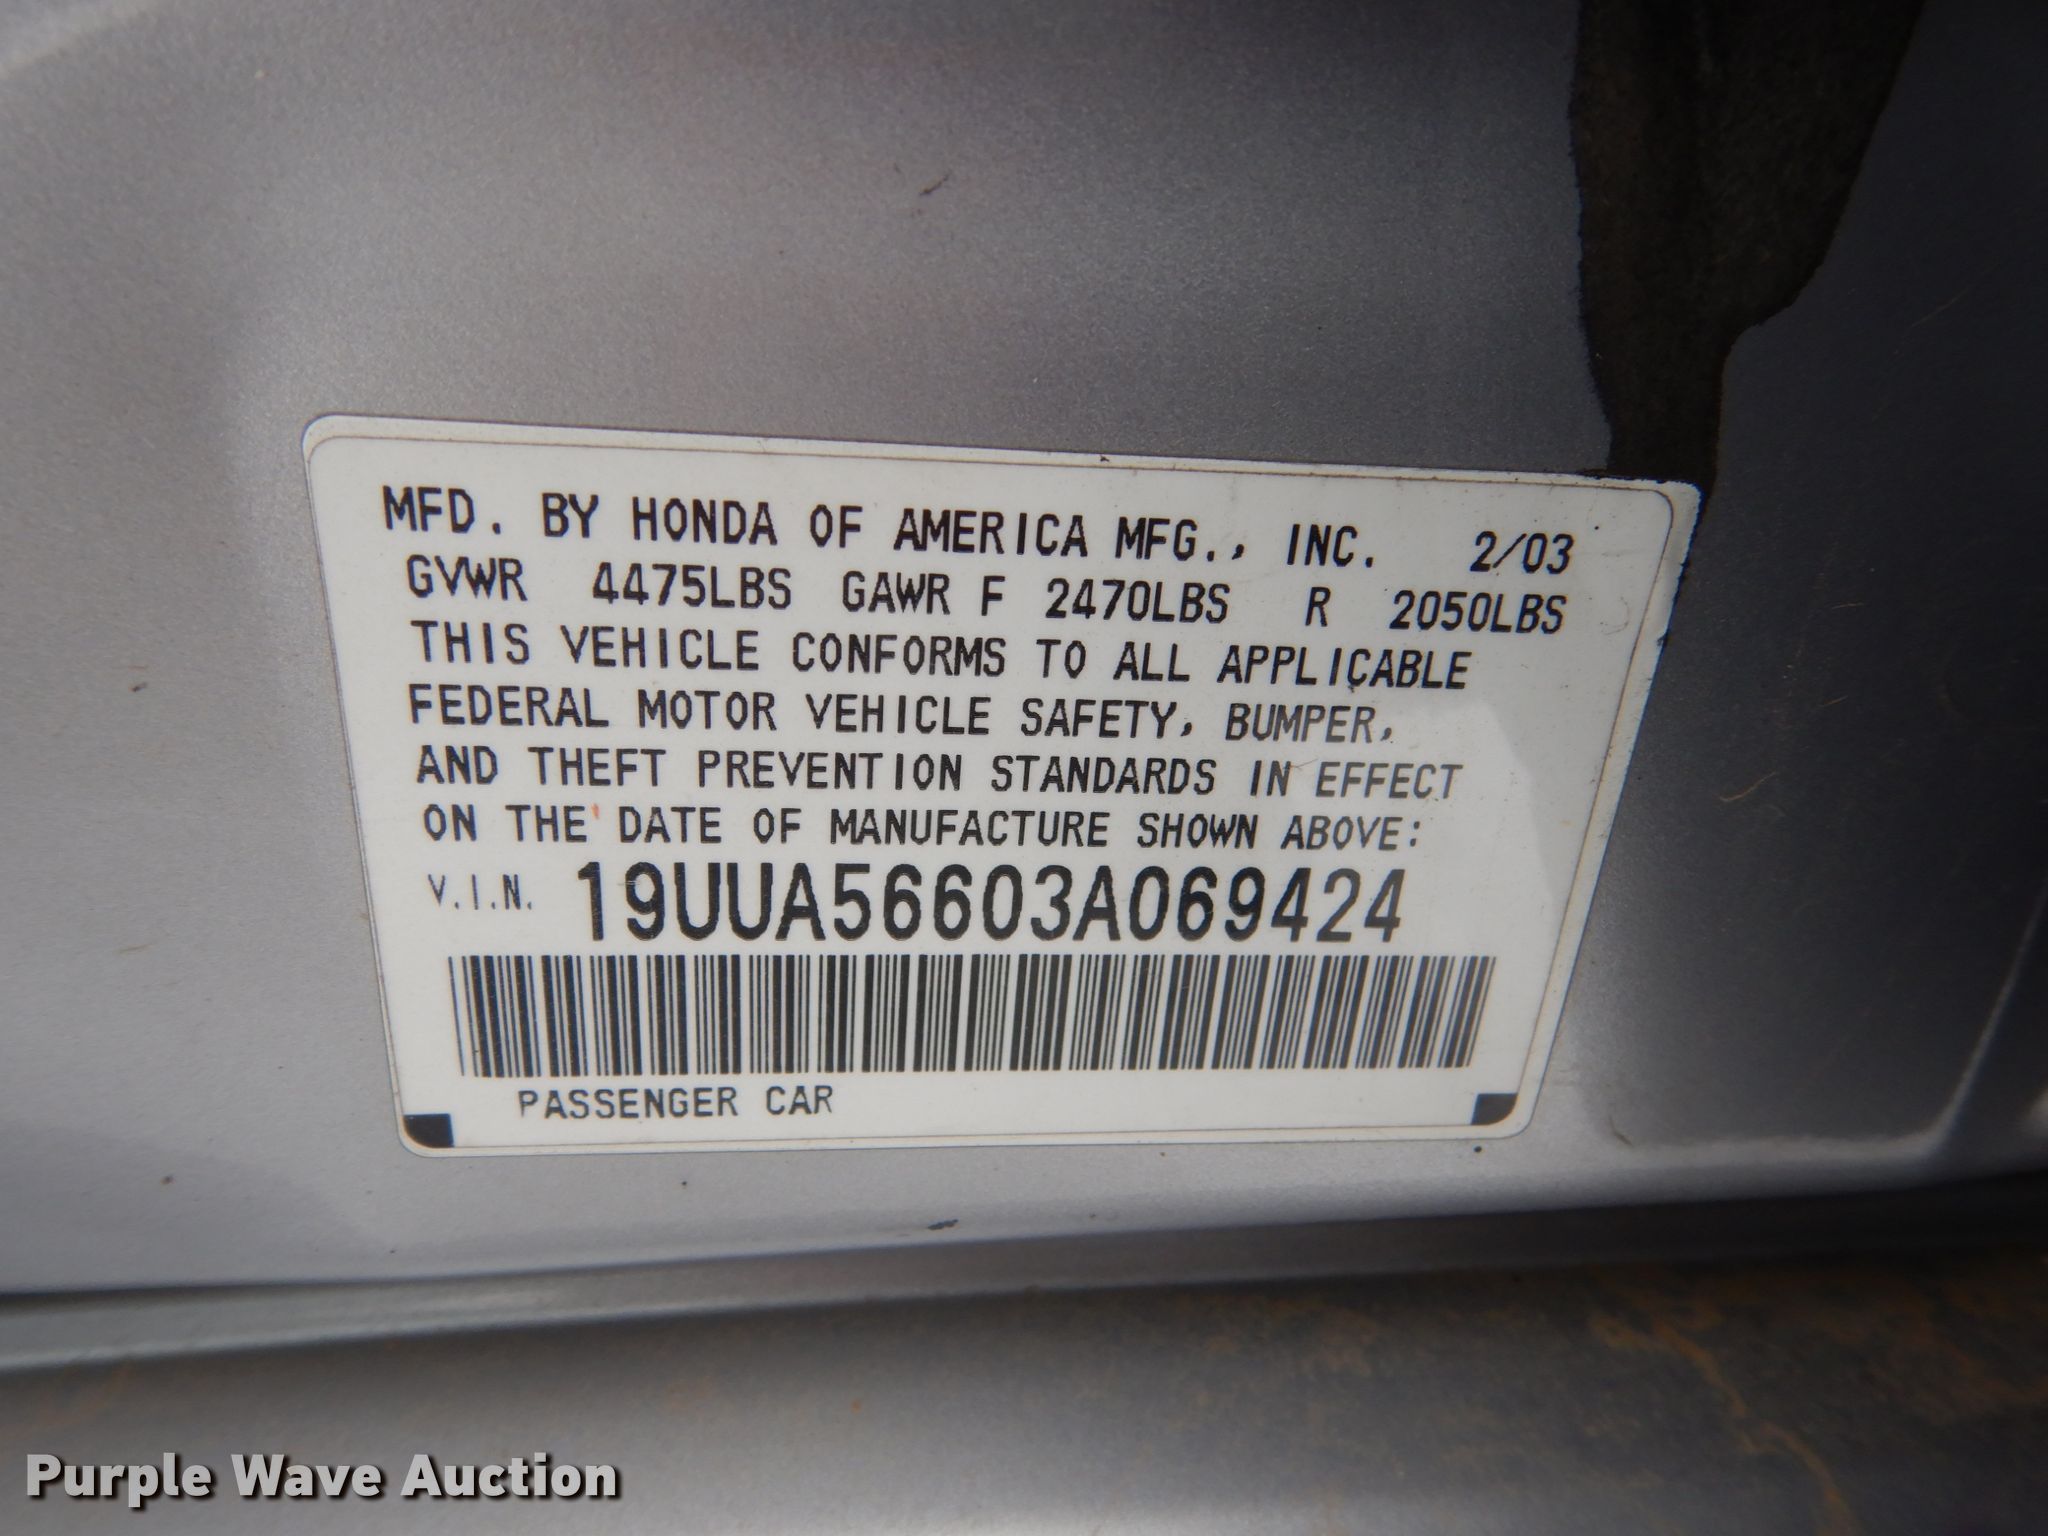 MFD. BY HONDA OF AMERICA MFG., INC. 2/03
GVWR 4475LBS GAWR F 2470LBS R 2050LBS
THIS VEHICLE CONFORMS TO ALL APPLICABLE
FEDERAL MOTOR VEHICLE SAFETY, BUMPER,
AND THEFT PREVENTION STANDARDS IN EFFECT
ON THE DATE OF MANUFACTURE SHOWN ABOVE:
V.I.N. 19UUA56603A069424
PASSENGER CAR
Purple Wave Auction